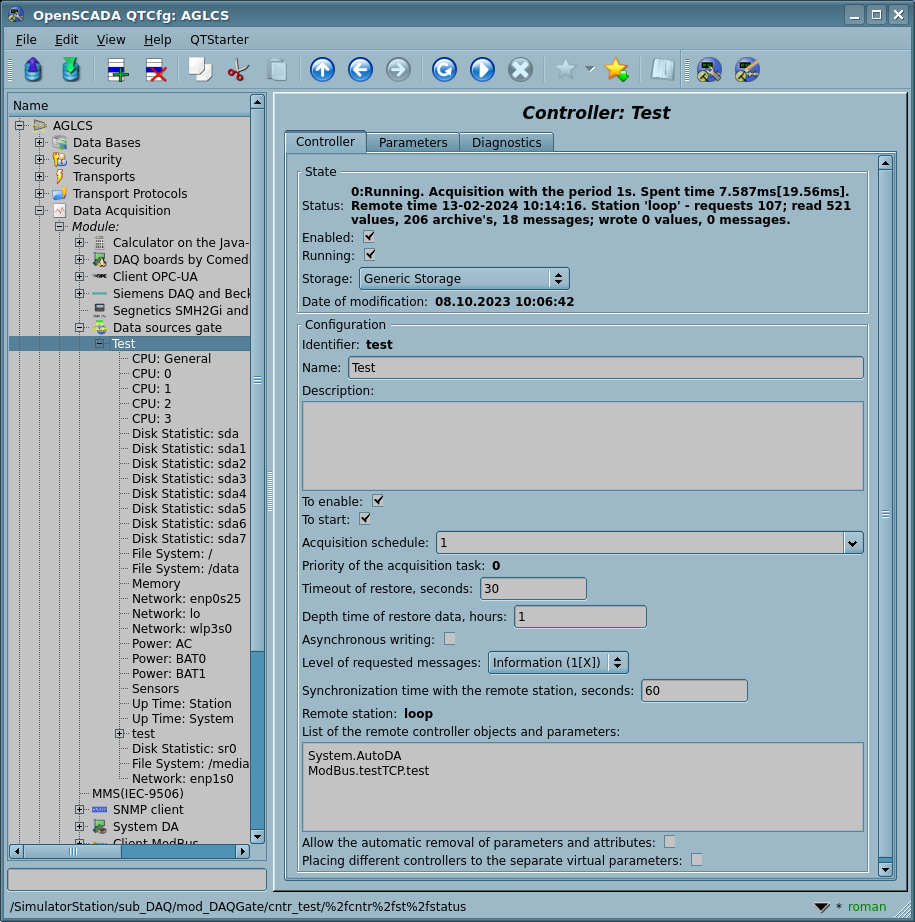 OpenSCADA QTCfg: AGLCS
File Edit View Help QTStarter
Name
AGLCS
Data Bases
Security
Transports
Transport Protocols
Data Acquisition
Module:
Calculator on the Java-
DAQ boards by Comed
Client OPC-UA
Siemens DAQ and Beck
Segnetics SMH2Gi and
Data sources gate
Test
CPU: General
CPU: 0
CPU: 1
CPU: 2
CPU: 3
Disk Statistic: sda
Disk Statistic: sda1
Disk Statistic: sda2
Disk Statistic: sda3
Disk Statistic: sda4
Disk Statistic: sda5
Disk Statistic: sda6
Disk Statistic: sda7
File System: /
File System: /data
Memory
Network: enp0s25
Network: lo
Network: wlp3s0
Power: AC
Power: BAT0
Power: BAT1
Sensors
Up Time: Station
Up Time: System
test
Disk Statistic: sr0
File System: /media
Network: enp1s0
MMS(IEC-9506)
SNMP client
System DA
Client ModBus
Controller: Test
Controller Parameters Diagnostics
State
Status: 0:Running. Acquisition with the period 1s. Spent time 7.587ms[19.56ms].
Remote time 13-02-2024 10:14:16. Station 'loop' - requests 107; read 521
values, 206 archive's, 18 messages; wrote 0 values, 0 messages.
Enabled:
Running:
Storage: Generic Storage
Date of modification: 08.10.2023 10:06:42
Configuration
Identifier: test
Name: Test
Description:
To enable:
To start:
Acquisition schedule: 1
Priority of the acquisition task: 0
Timeout of restore, seconds: 30
Depth time of restore data, hours: 1
Asynchronous writing:
Level of requested messages: Information (1[X])
Synchronization time with the remote station, seconds: 60
Remote station: loop
List of the remote controller objects and parameters:
System.AutoDA
ModBus.testTCP.test
Allow the automatic removal of parameters and attributes:
Placing different controllers to the separate virtual parameters:
/SimulatorStation/sub_DAQ/mod_DAQGate/cntr_test/%2fcntr%2fst%2fstatus
* roman